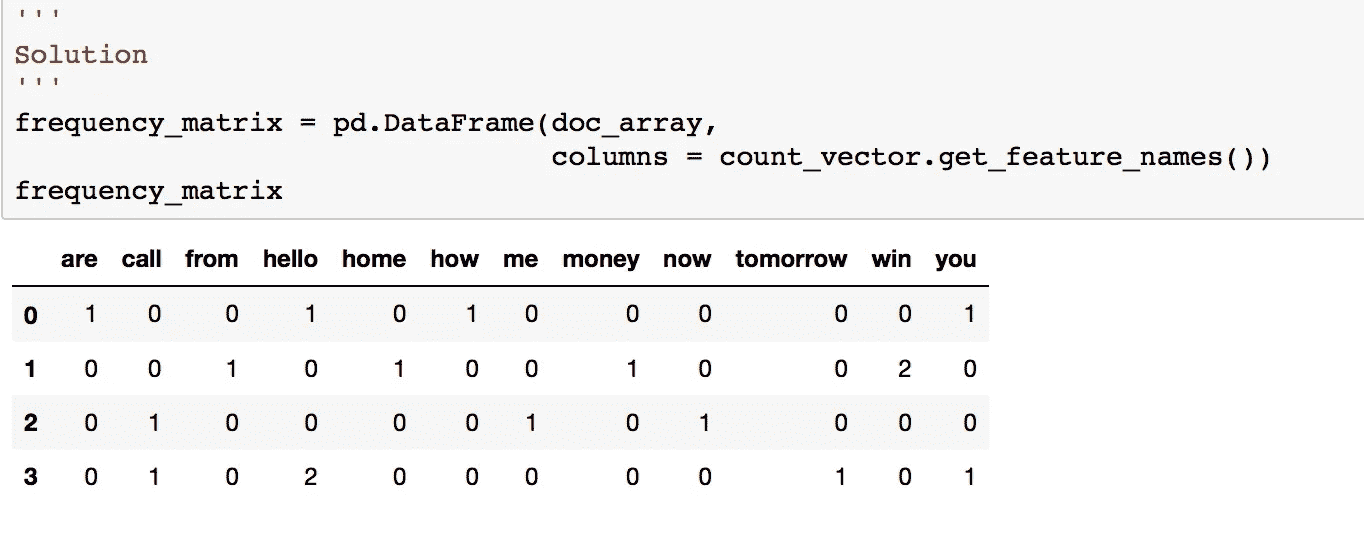 '''
Solution
'''
frequency_matrix = pd.DataFrame(doc_array,
columns = count_vector.get_feature_names())
frequency_matrix
are call from hello home how me money now tomorrow win you
0 1 0 0 1 0 1 0 0 0 0 0 1
1 0 0 1 0 1 0 0 1 0 0 2 0
2 0 1 0 0 0 0 1 0 1 0 0 0
3 0 1 0 2 0 0 0 0 0 1 0 1